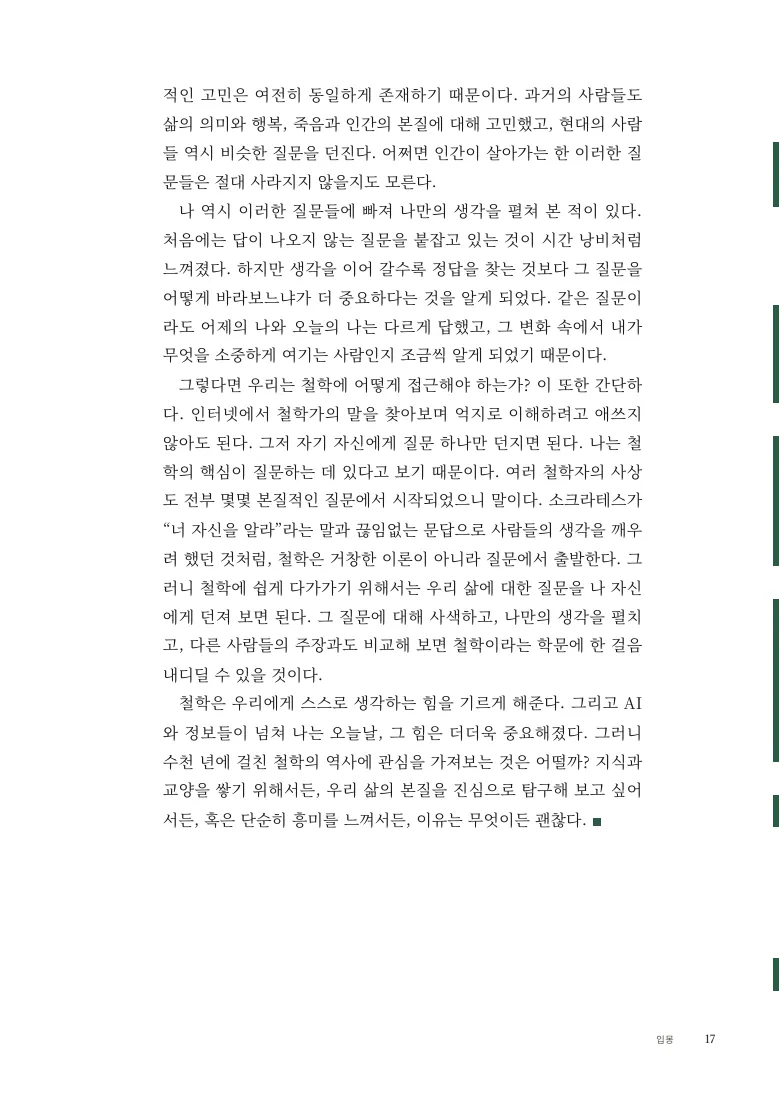 적인 고민은 여전히 동일하게 존재하기 때문이다. 과거의 사람들도
삶의 의미와 행복, 죽음과 인간의 본질에 대해 고민했고, 현대의 사람
들 역시 비슷한 질문을 던진다. 어쩌면 인간이 살아가는 한 이러한 질
문들은 절대 사라지지 않을지도 모른다.
나 역시 이러한 질문들에 빠져 나만의 생각을 펼쳐 본 적이 있다.
처음에는 답이 나오지 않는 질문을 붙잡고 있는 것이 시간 낭비처럼
느껴졌다. 하지만 생각을 이어 갈수록 정답을 찾는 것보다 그 질문을
어떻게 바라보느냐가 더 중요하다는 것을 알게 되었다. 같은 질문이
라도 어제의 나와 오늘의 나는 다르게 답했고, 그 변화 속에서 내가
무엇을 소중하게 여기는 사람인지 조금씩 알게 되었기 때문이다.
그렇다면 우리는 철학에 어떻게 접근해야 하는가? 이 또한 간단하
다. 인터넷에서 철학가의 말을 찾아보며 억지로 이해하려고 애쓰지
않아도 된다. 그저 자기 자신에게 질문 하나만 던지면 된다. 나는 철
학의 핵심이 질문하는 데 있다고 보기 때문이다. 여러 철학자의 사상
도 전부 몇몇 본질적인 질문에서 시작되었으니 말이다. 소크라테스가
“너 자신을 알라”라는 말과 끊임없는 문답으로 사람들의 생각을 깨우
려 했던 것처럼, 철학은 거창한 이론이 아니라 질문에서 출발한다. 그
러니 철학에 쉽게 다가가기 위해서는 우리 삶에 대한 질문을 나 자신
에게 던져 보면 된다. 그 질문에 대해 사색하고, 나만의 생각을 펼치
고, 다른 사람들의 주장과도 비교해 보면 철학이라는 학문에 한 걸음
내디딜 수 있을 것이다.
철학은 우리에게 스스로 생각하는 힘을 기르게 해준다. 그리고 AI
와 정보들이 넘쳐 나는 오늘날, 그 힘은 더더욱 중요해졌다. 그러니
수천 년에 걸친 철학의 역사에 관심을 가져보는 것은 어떨까? 지식과
교양을 쌓기 위해서든, 우리 삶의 본질을 진심으로 탐구해 보고 싶어
서든, 혹은 단순히 흥미를 느껴서든, 이유는 무엇이든 괜찮다. ■
입몽 17